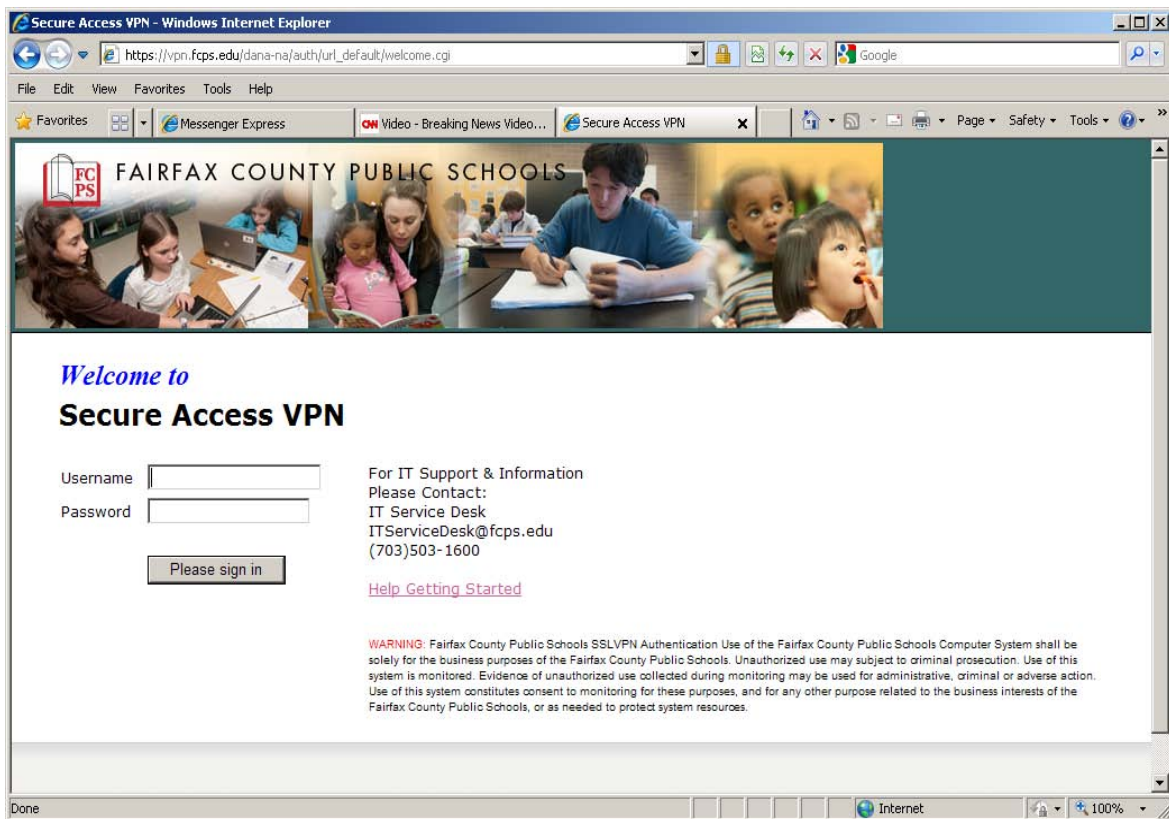 Secure Access VPN - Windows Internet Explorer
https://vpn.fcps.edu/dana-na/auth/url_default/welcome.cgi
Google
File Edit View Favorites Tools Help
Favorites
Messenger Express
CNN Video - Breaking News Video...
Secure Access VPN
Page Safety Tools
FC PS
FAIRFAX COUNTY PUBLIC SCHOOLS
Welcome to
Secure Access VPN
Username
Password
Please sign in
For IT Support & Information
Please Contact:
IT Service Desk
ITServiceDesk@fcps.edu
(703)503-1600
Help Getting Started
WARNING: Fairfax County Public Schools SSLVPN Authentication Use of the Fairfax County Public Schools Computer System shall be
solely for the business purposes of the Fairfax County Public Schools. Unauthorized use may subject to criminal prosecution. Use of this
system is monitored. Evidence of unauthorized use collected during monitoring may be used for administrative, criminal or adverse action.
Use of this system constitutes consent to monitoring for these purposes, and for any other purpose related to the business interests of the
Fairfax County Public Schools, or as needed to protect system resources.
Done
Internet
100%